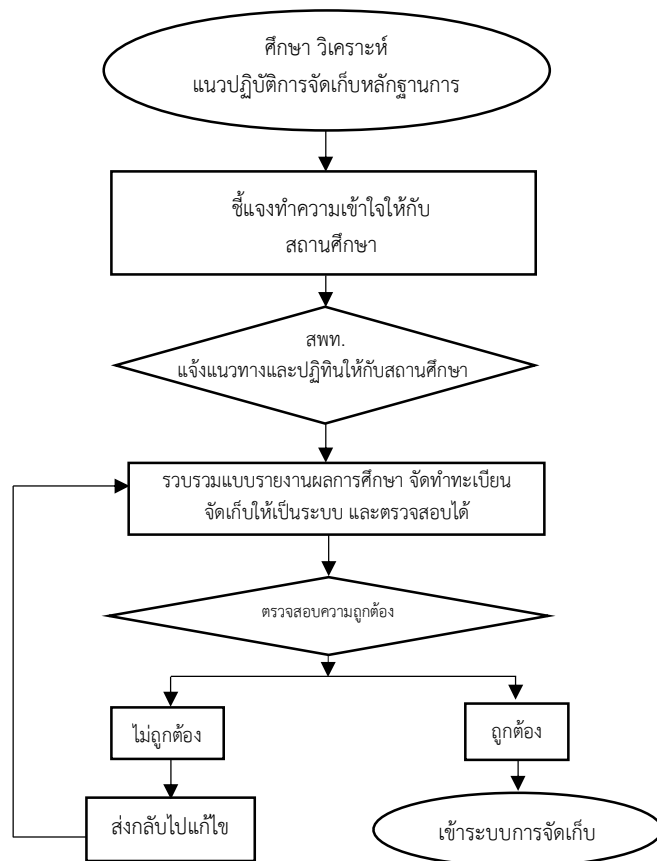 ศึกษา วิเคราะห์
แนวปฏิบัติการจัดเก็บหลักฐานการ
ชี้แจงทำความเข้าใจให้กับ
สถานศึกษา
สพท.
แจ้งแนวทางและปฏิทินให้กับสถานศึกษา
รวบรวมแบบรายงานผลการศึกษา จัดทำทะเบียน
จัดเก็บให้เป็นระบบ และตรวจสอบได้
ตรวจสอบความถูกต้อง
ไม่ถูกต้อง
ถูกต้อง
ส่งกลับไปแก้ไข
เข้าระบบการจัดเก็บ